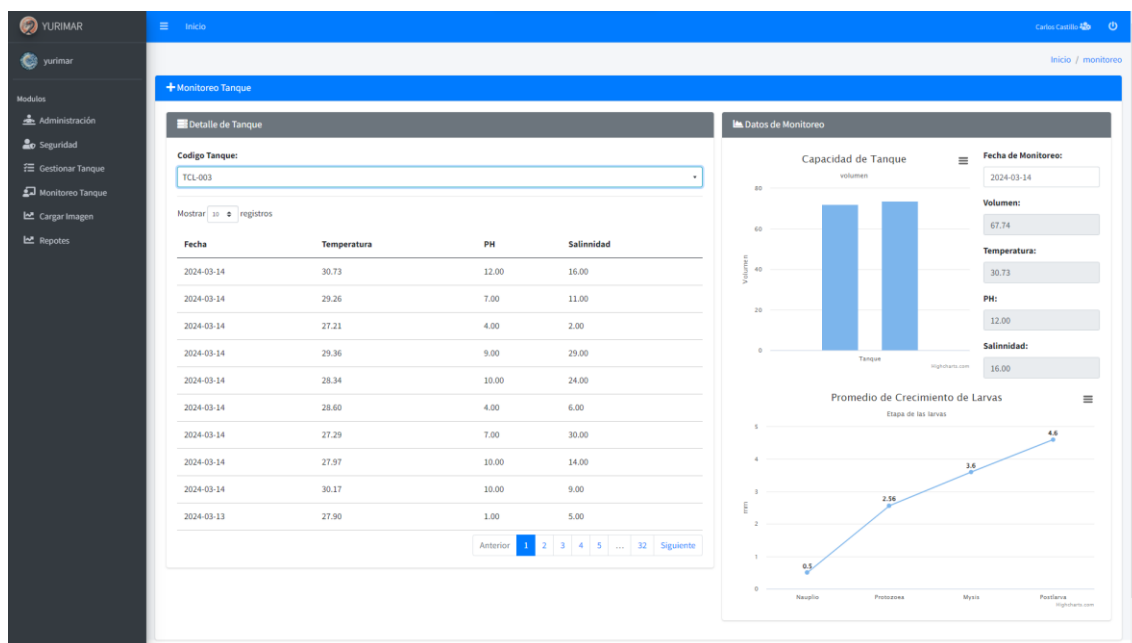 YURIMAR
Inicio
Carlos Castillo
yurimar
Inicio / monitoreo
Modulos
Administración
Seguridad
Gestionar Tanque
Monitoreo Tanque
Cargar Imagen
Repotes
Monitoreo Tanque
Detalle de Tanque
Codigo Tanque:
TCL-003
Mostrar 10 registros
Fecha Temperatura PH Salinnidad
2024-03-14 30.73 12.00 16.00
2024-03-14 29.26 7.00 11.00
2024-03-14 27.21 4.00 2.00
2024-03-14 29.36 9.00 29.00
2024-03-14 28.34 10.00 24.00
2024-03-14 28.60 4.00 6.00
2024-03-14 27.29 7.00 30.00
2024-03-14 27.97 10.00 14.00
2024-03-14 30.17 10.00 9.00
2024-03-13 27.90 1.00 5.00
Anterior 1 2 3 4 5 ... 32 Siguiente
Datos de Monitoreo
Capacidad de Tanque
volumen
80
60
40
20
0
Volumen
Tanque
Highcharts.com
Fecha de Monitoreo:
2024-03-14
Volumen:
67.74
Temperatura:
30.73
PH:
12.00
Salinnidad:
16.00
Promedio de Crecimiento de Larvas
Etapa de las larvas
5
4
3
2
1
0
mm
0.5
2.56
3.6
4.6
Nauplio Protozoea Mysis Postlarva
Highcharts.com